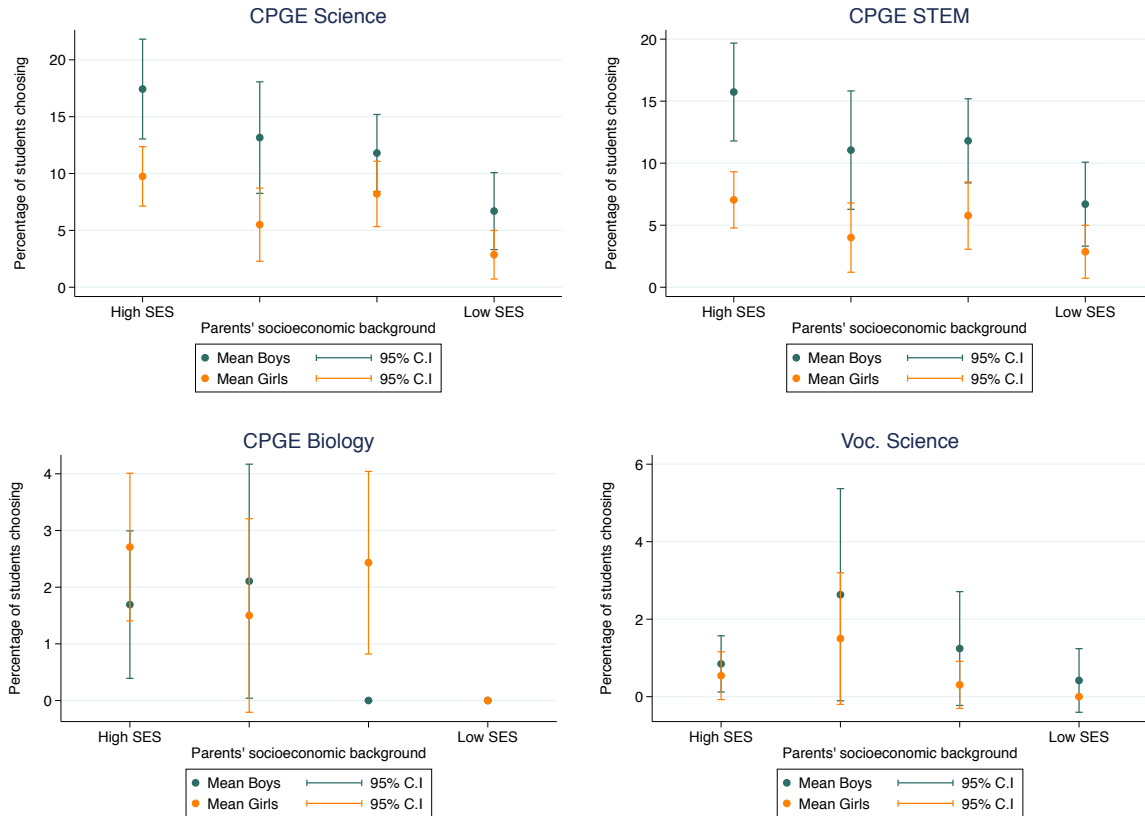 CPGE Science
Percentage of students choosing
20
15
10
5
0
High SES
Low SES
Parents' socioeconomic background
Mean Boys 95% C.I
Mean Girls 95% C.I
CPGE STEM
Percentage of students choosing
20
15
10
5
0
High SES
Low SES
Parents' socioeconomic background
Mean Boys 95% C.I
Mean Girls 95% C.I
CPGE Biology
Percentage of students choosing
4
3
2
1
0
High SES
Low SES
Parents' socioeconomic background
Mean Boys 95% C.I
Mean Girls 95% C.I
Voc. Science
Percentage of students choosing
6
4
2
0
High SES
Low SES
Parents' socioeconomic background
Mean Boys 95% C.I
Mean Girls 95% C.I